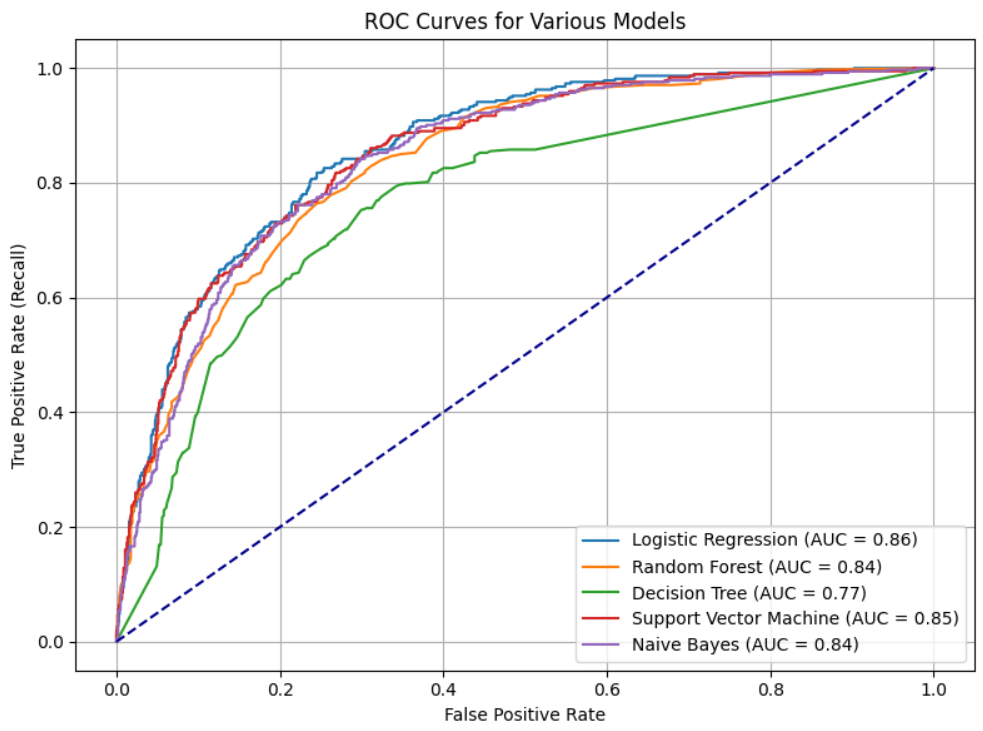 ROC Curves for Various Models
True Positive Rate (Recall)
1.0
0.8
0.6
0.4
0.2
0.0
Logistic Regression (AUC = 0.86)
Random Forest (AUC = 0.84)
Decision Tree (AUC = 0.77)
Support Vector Machine (AUC = 0.85)
Naive Bayes (AUC = 0.84)
0.0 0.2 0.4 0.6 0.8 1.0
False Positive Rate